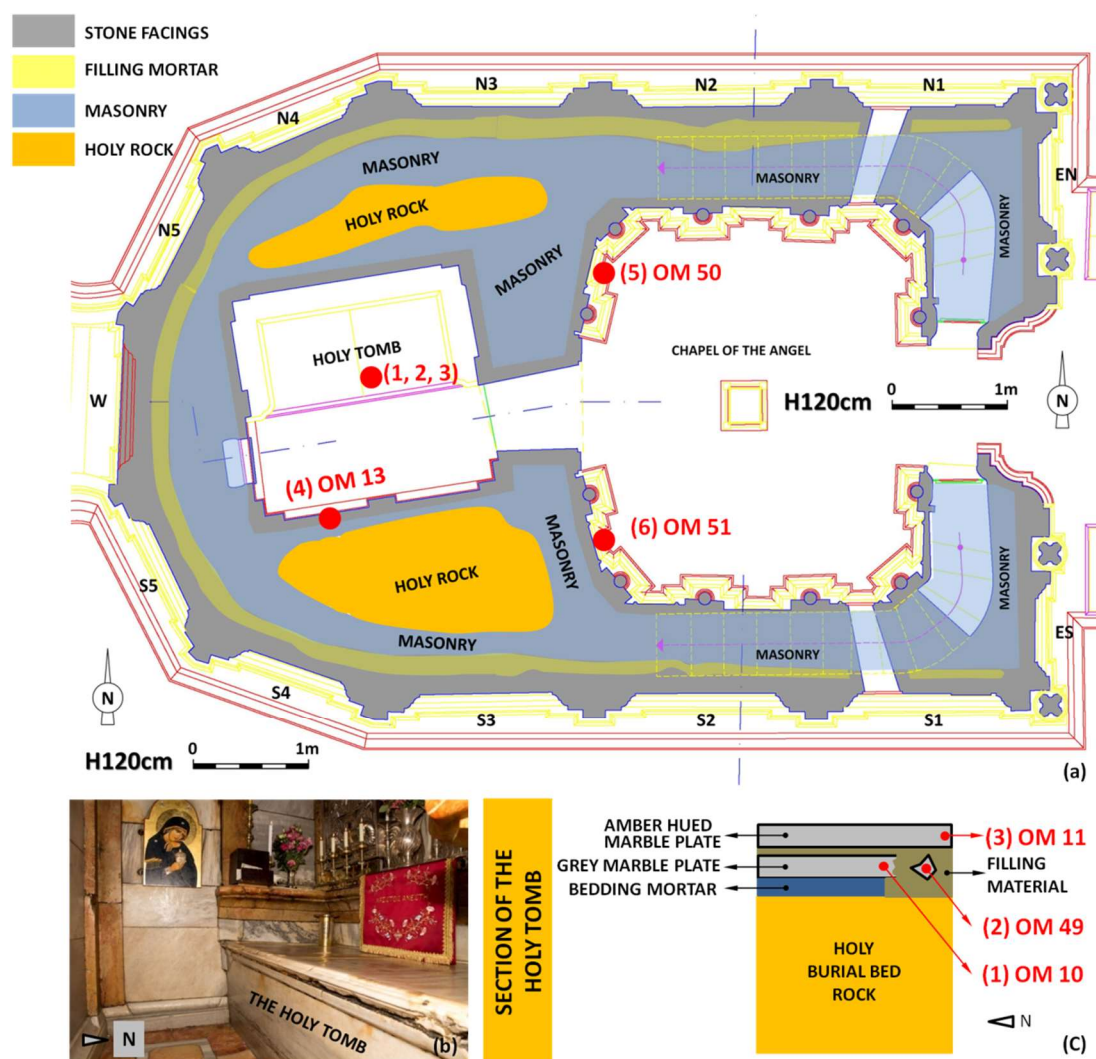 STONE FACINGS
FILLING MORTAR
MASONRY
HOLY ROCK
N3
N2
N1
N4
N5
EN
MASONRY
MASONRY
MASONRY
HOLY ROCK
MASONRY
(5) OM 50
HOLY TOMB
(1, 2, 3)
CHAPEL OF THE ANGEL
H120cm
0
1m
N
W
(4) OM 13
(6) OM 51
MASONRY
HOLY ROCK
MASONRY
MASONRY
MASONRY
S5
ES
S4
S3
S2
S1
N
H120cm
0
1m
(a)
THE HOLY TOMB
N
(b)
SECTION OF THE
HOLY TOMB
AMBER HUED
MARBLE PLATE
GREY MARBLE PLATE
BEDDING MORTAR
(3) OM 11
FILLING
MATERIAL
(2) OM 49
(1) OM 10
HOLY
BURIAL BED
ROCK
N
(C)